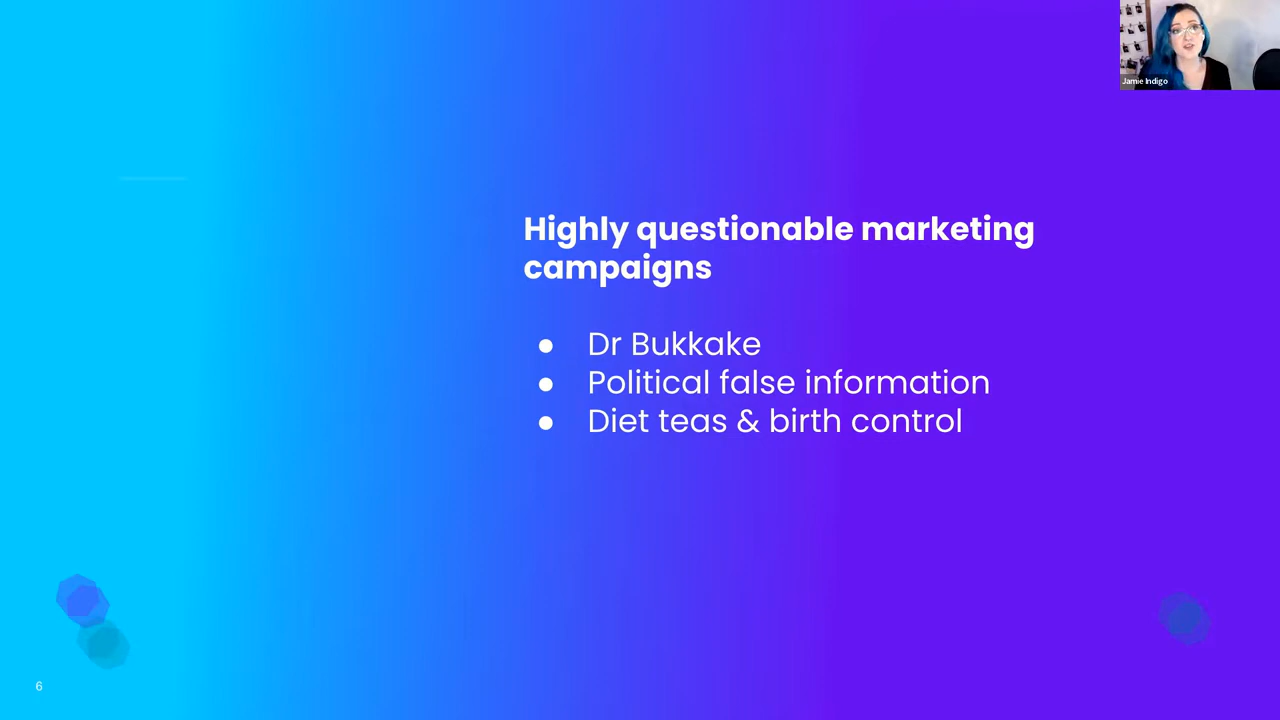 Jamie Indigo
Highly questionable marketing
campaigns
● Dr Bukkake
● Political false information
● Diet teas & birth control
6